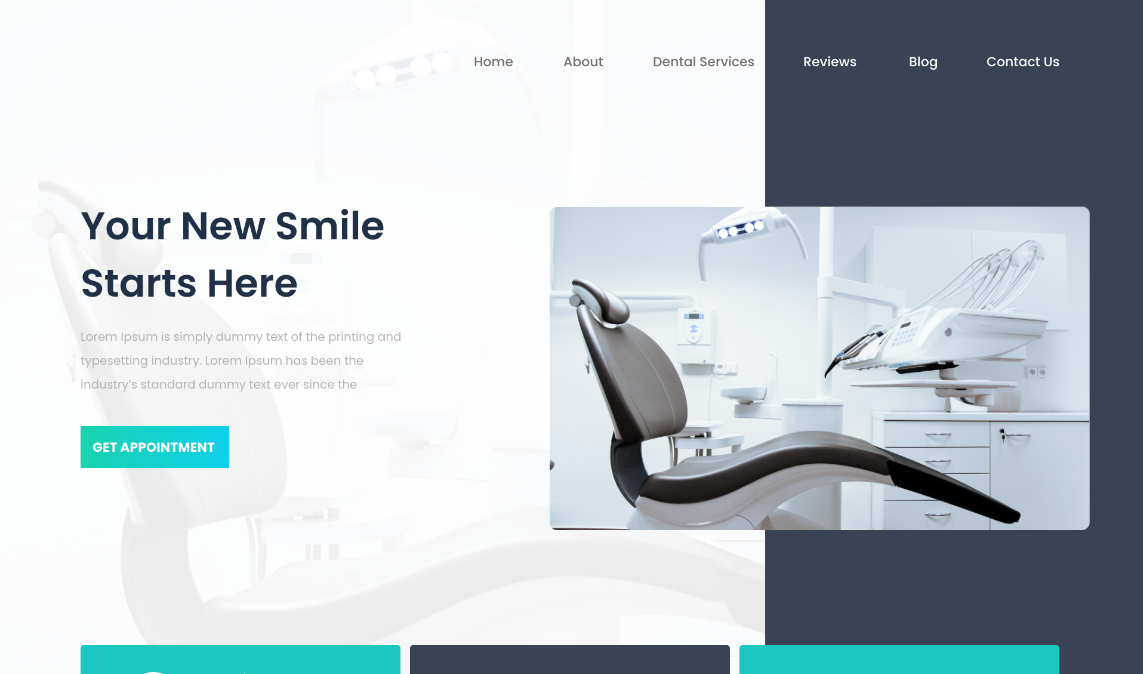 Home About Dental Services Reviews Blog Contact Us
Your New Smile
Starts Here
Lorem Ipsum is simply dummy text of the printing and
typesetting industry. Lorem Ipsum has been the
industry’s standard dummy text ever since the
GET APPOINTMENT